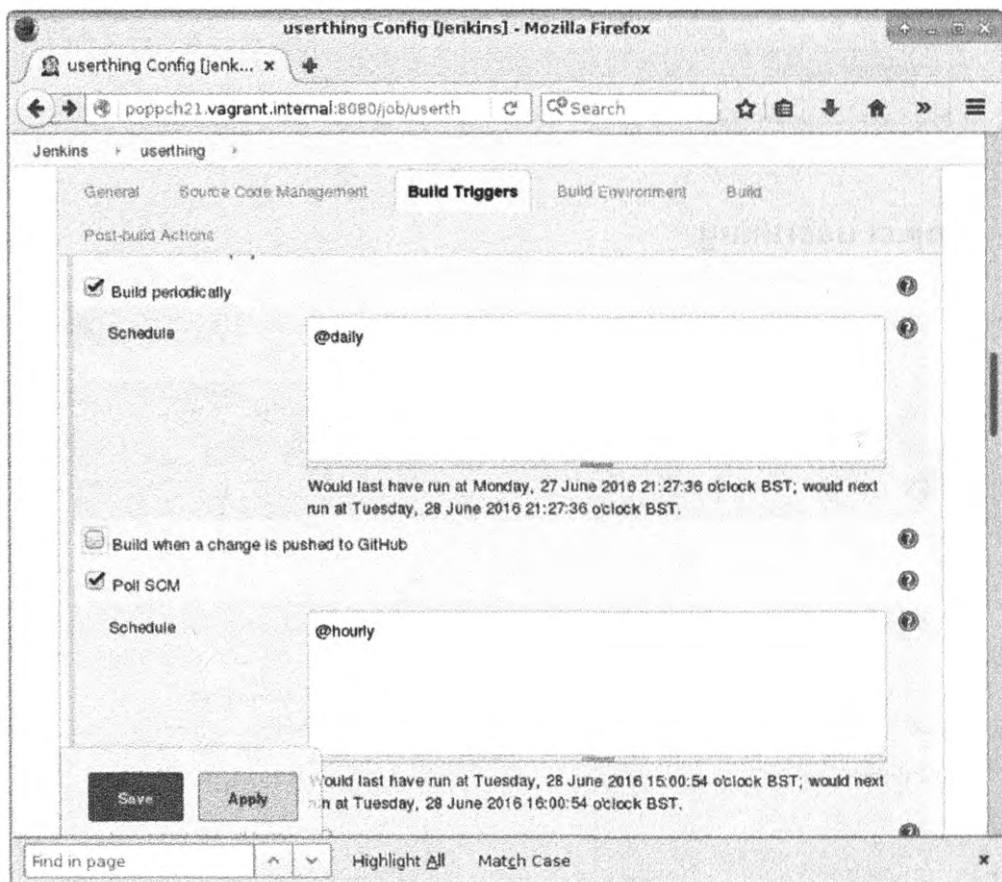 userthing Config [Jenkins] - Mozilla Firefox
userthing Config [Jenk... ×
poppch21.vagrant.internal:8080/job/userth
Search
Jenkins
userthing
General Source Code Management Build Triggers Build Environment Build
Post-build Actions
Build periodically
Schedule
@daily
Would last have run at Monday, 27 June 2016 21:27:36 o'clock BST; would next
run at Tuesday, 28 June 2016 21:27:36 o'clock BST.
Build when a change is pushed to GitHub
Poll SCM
Schedule
@hourly
Would last have run at Tuesday, 28 June 2016 15:00:54 o'clock BST; would next
at Tuesday, 28 June 2016 16:00:54 o'clock BST.
Save Apply
Find in page Highlight All Match Case